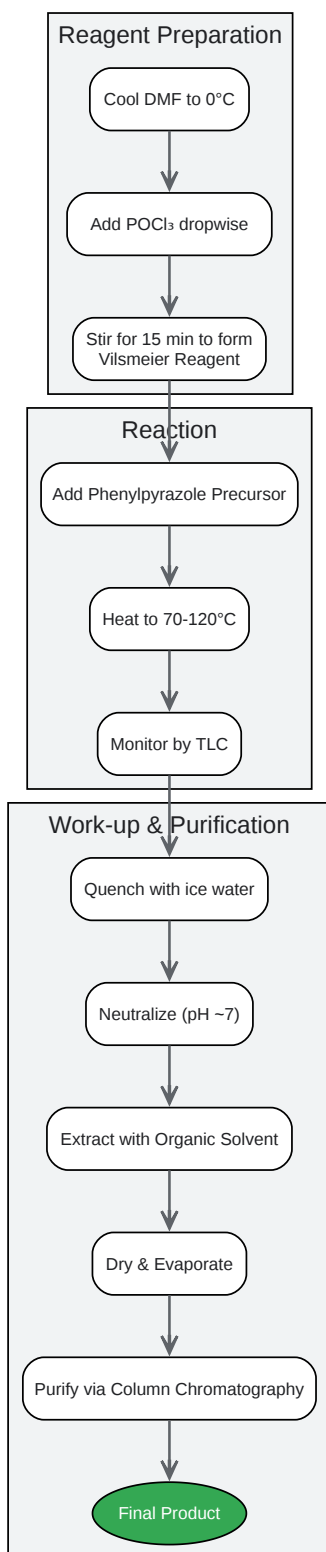 Reagent Preparation
Cool DMF to 0°C
Add POCl₃ dropwise
Stir for 15 min to form
Vilsmeier Reagent
Reaction
Add Phenylpyrazole Precursor
Heat to 70-120°C
Monitor by TLC
Work-up & Purification
Quench with ice water
Neutralize (pH ~7)
Extract with Organic Solvent
Dry & Evaporate
Purify via Column Chromatography
Final Product